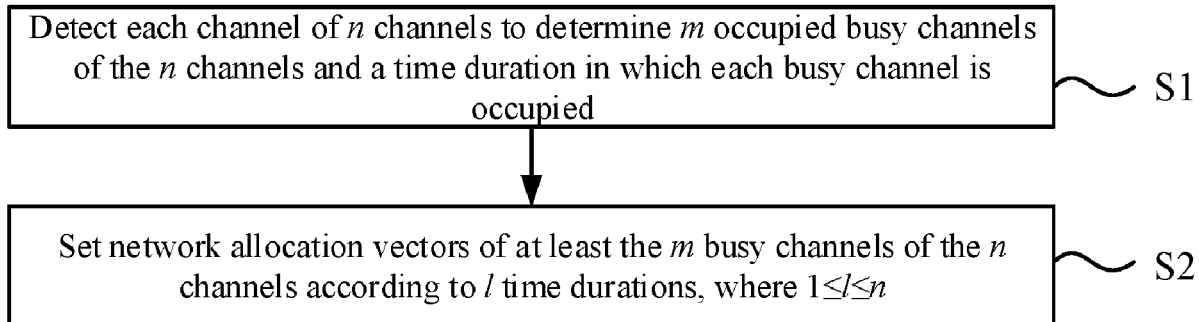 Detect each channel of n channels to determine m occupied busy channels
of the n channels and a time duration in which each busy channel is
occupied
S1
Set network allocation vectors of at least the m busy channels of the n
channels according to l time durations, where 1≤l≤n
S2